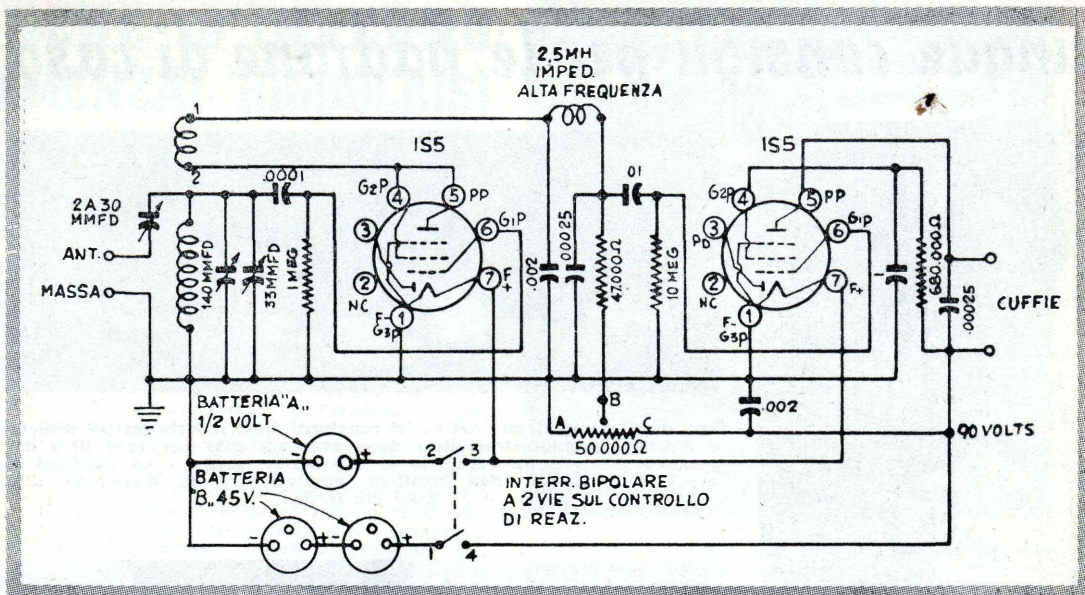 2,5MH
IMPED.
ALTA FREQUENZA
1
2
1S5
1S5
.0001
2 A 30
MMFD
ANT.
MASSA
140 MMFD
33 MMFD
1 MEG
G2P
4
5
PP
3
6
G1P
2
NC
7
F
+
1
F-
G3P
.002
.00025
.01
47.000Ω
10 MEG
G2P
4
5
PP
3
PD
6
G1P
2
NC
7
F+
1
F-
G3P
680.000Ω
.00025
CUFFIE
.002
90 VOLTS
B
A
C
50.000Ω
BATTERIA "A„
1/2 VOLT
-
+
2
3
BATTERIA
"B„ 45 V.
-
+
-
+
1
4
INTERR. BIPOLARE
A 2 VIE SUL CONTROLLO
DI REAZ.